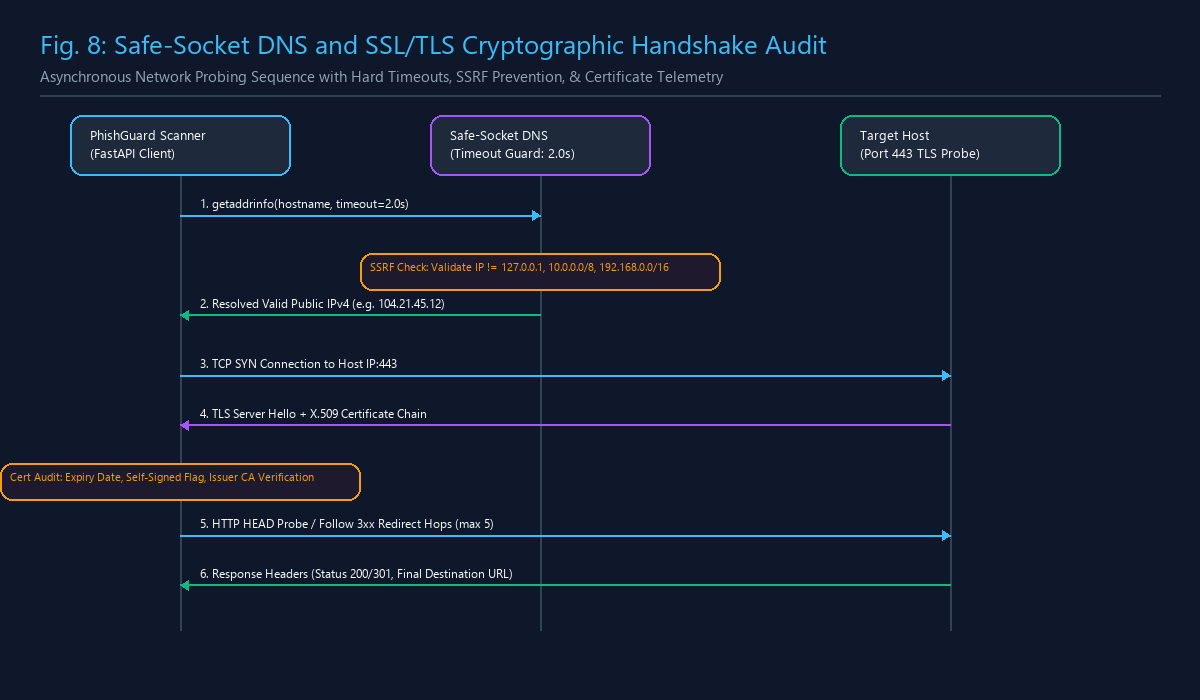 Fig. 8: Safe-Socket DNS and SSL/TLS Cryptographic Handshake Audit
Asynchronous Network Probing Sequence with Hard Timeouts, SSRF Prevention, & Certificate Telemetry
PhishGuard Scanner
(FastAPI Client)
Safe-Socket DNS
(Timeout Guard: 2.0s)
Target Host
(Port 443 TLS Probe)
1. getaddrinfo(hostname, timeout=2.0s)
SSRF Check: Validate IP != 127.0.0.1, 10.0.0.0/8, 192.168.0.0/16
2. Resolved Valid Public IPv4 (e.g. 104.21.45.12)
3. TCP SYN Connection to Host IP:443
4. TLS Server Hello + X.509 Certificate Chain
Cert Audit: Expiry Date, Self-Signed Flag, Issuer CA Verification
5. HTTP HEAD Probe / Follow 3xx Redirect Hops (max 5)
6. Response Headers (Status 200/301, Final Destination URL)